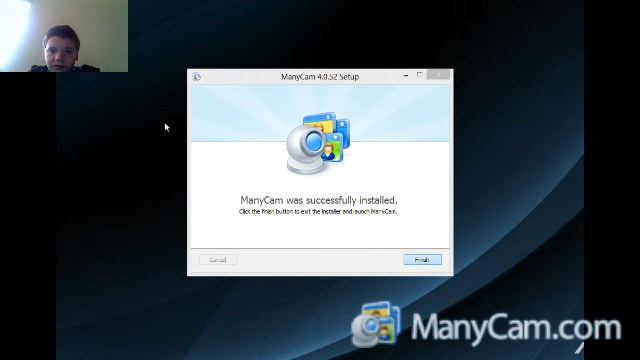 ManyCam 4.0.52 Setup
ManyCam was successfully installed.
Click the finish button to exit the installer and launch ManyCam.
Cancel
Finish
ManyCam.com